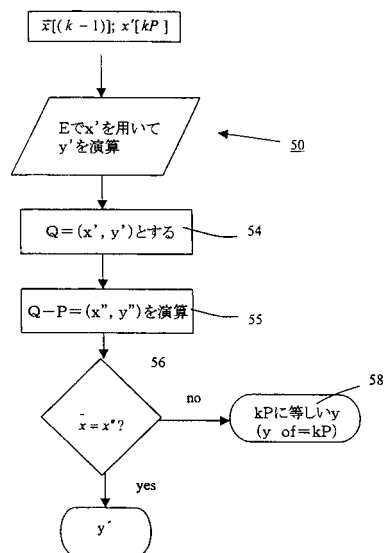 x̄[(k－1)]; x'[kP]
Eでx'を用いて
y'を演算
50
Q＝(x', y')とする
54
Q－P＝(x", y")を演算
55
56
x̄ = x"?
no
58
kPに等しいy
(y of＝kP)
yes
y´